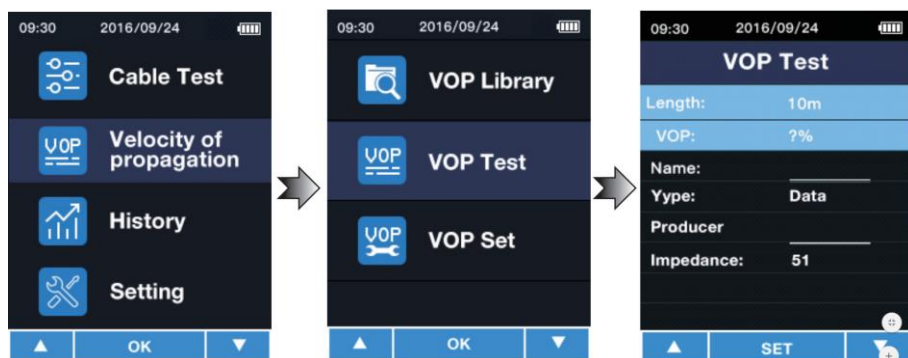 09:30 2016/09/24
Cable Test
VOP
Velocity of
propagation
History
Setting
OK
09:30 2016/09/24
VOP Library
VOP
VOP Test
VOP
VOP Set
OK
09:30 2016/09/24
VOP Test
Length: 10m
VOP: ?%
Name:
Yype: Data
Producer
Impedance: 51
SET